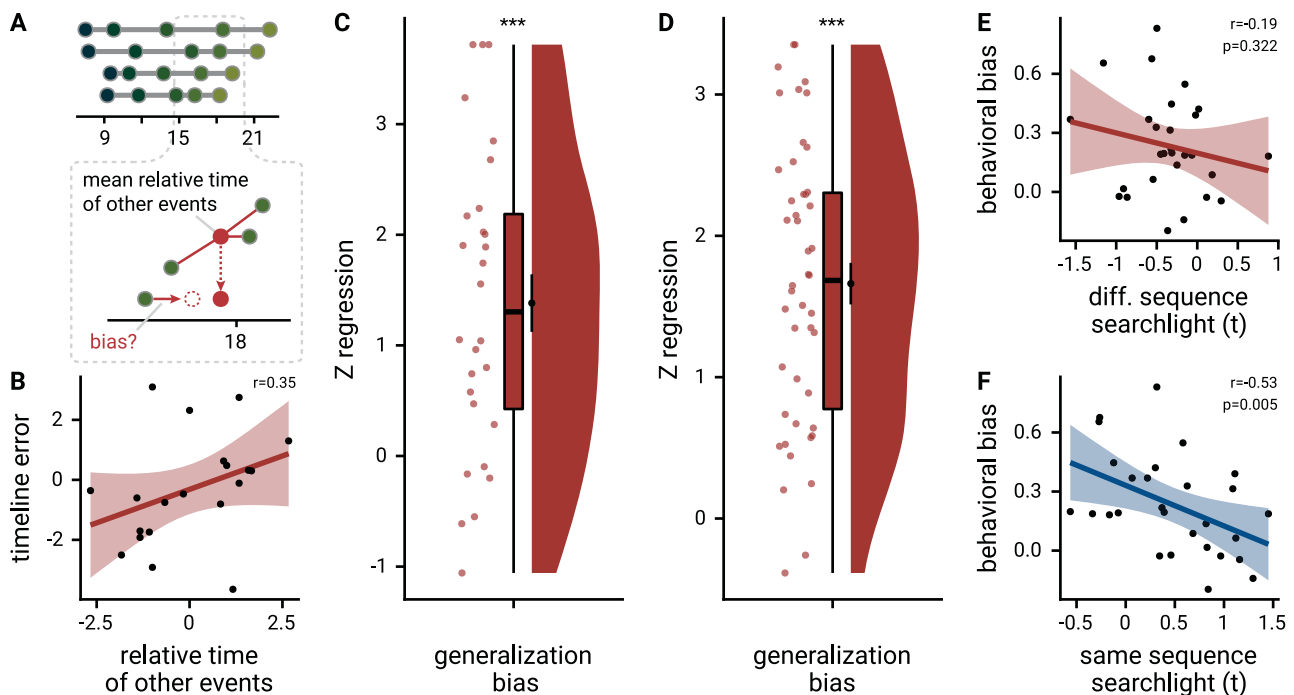 A
9
15
21
mean relative time
of other events
bias?
18
B
r=0.35
timeline error
2
0
-2
-2.5
0
2.5
relative time
of other events
C
***
Z regression
3
2
1
0
-1
generalization
bias
D
***
Z regression
3
2
1
0
generalization
bias
E
r=-0.19
p=0.322
behavioral bias
0.6
0.3
0.0
-1.5
-1
-0.5
0
0.5
1
diff. sequence
searchlight (t)
F
r=-0.53
p=0.005
behavioral bias
0.6
0.3
0.0
-0.5
0
0.5
1
1.5
same sequence
searchlight (t)